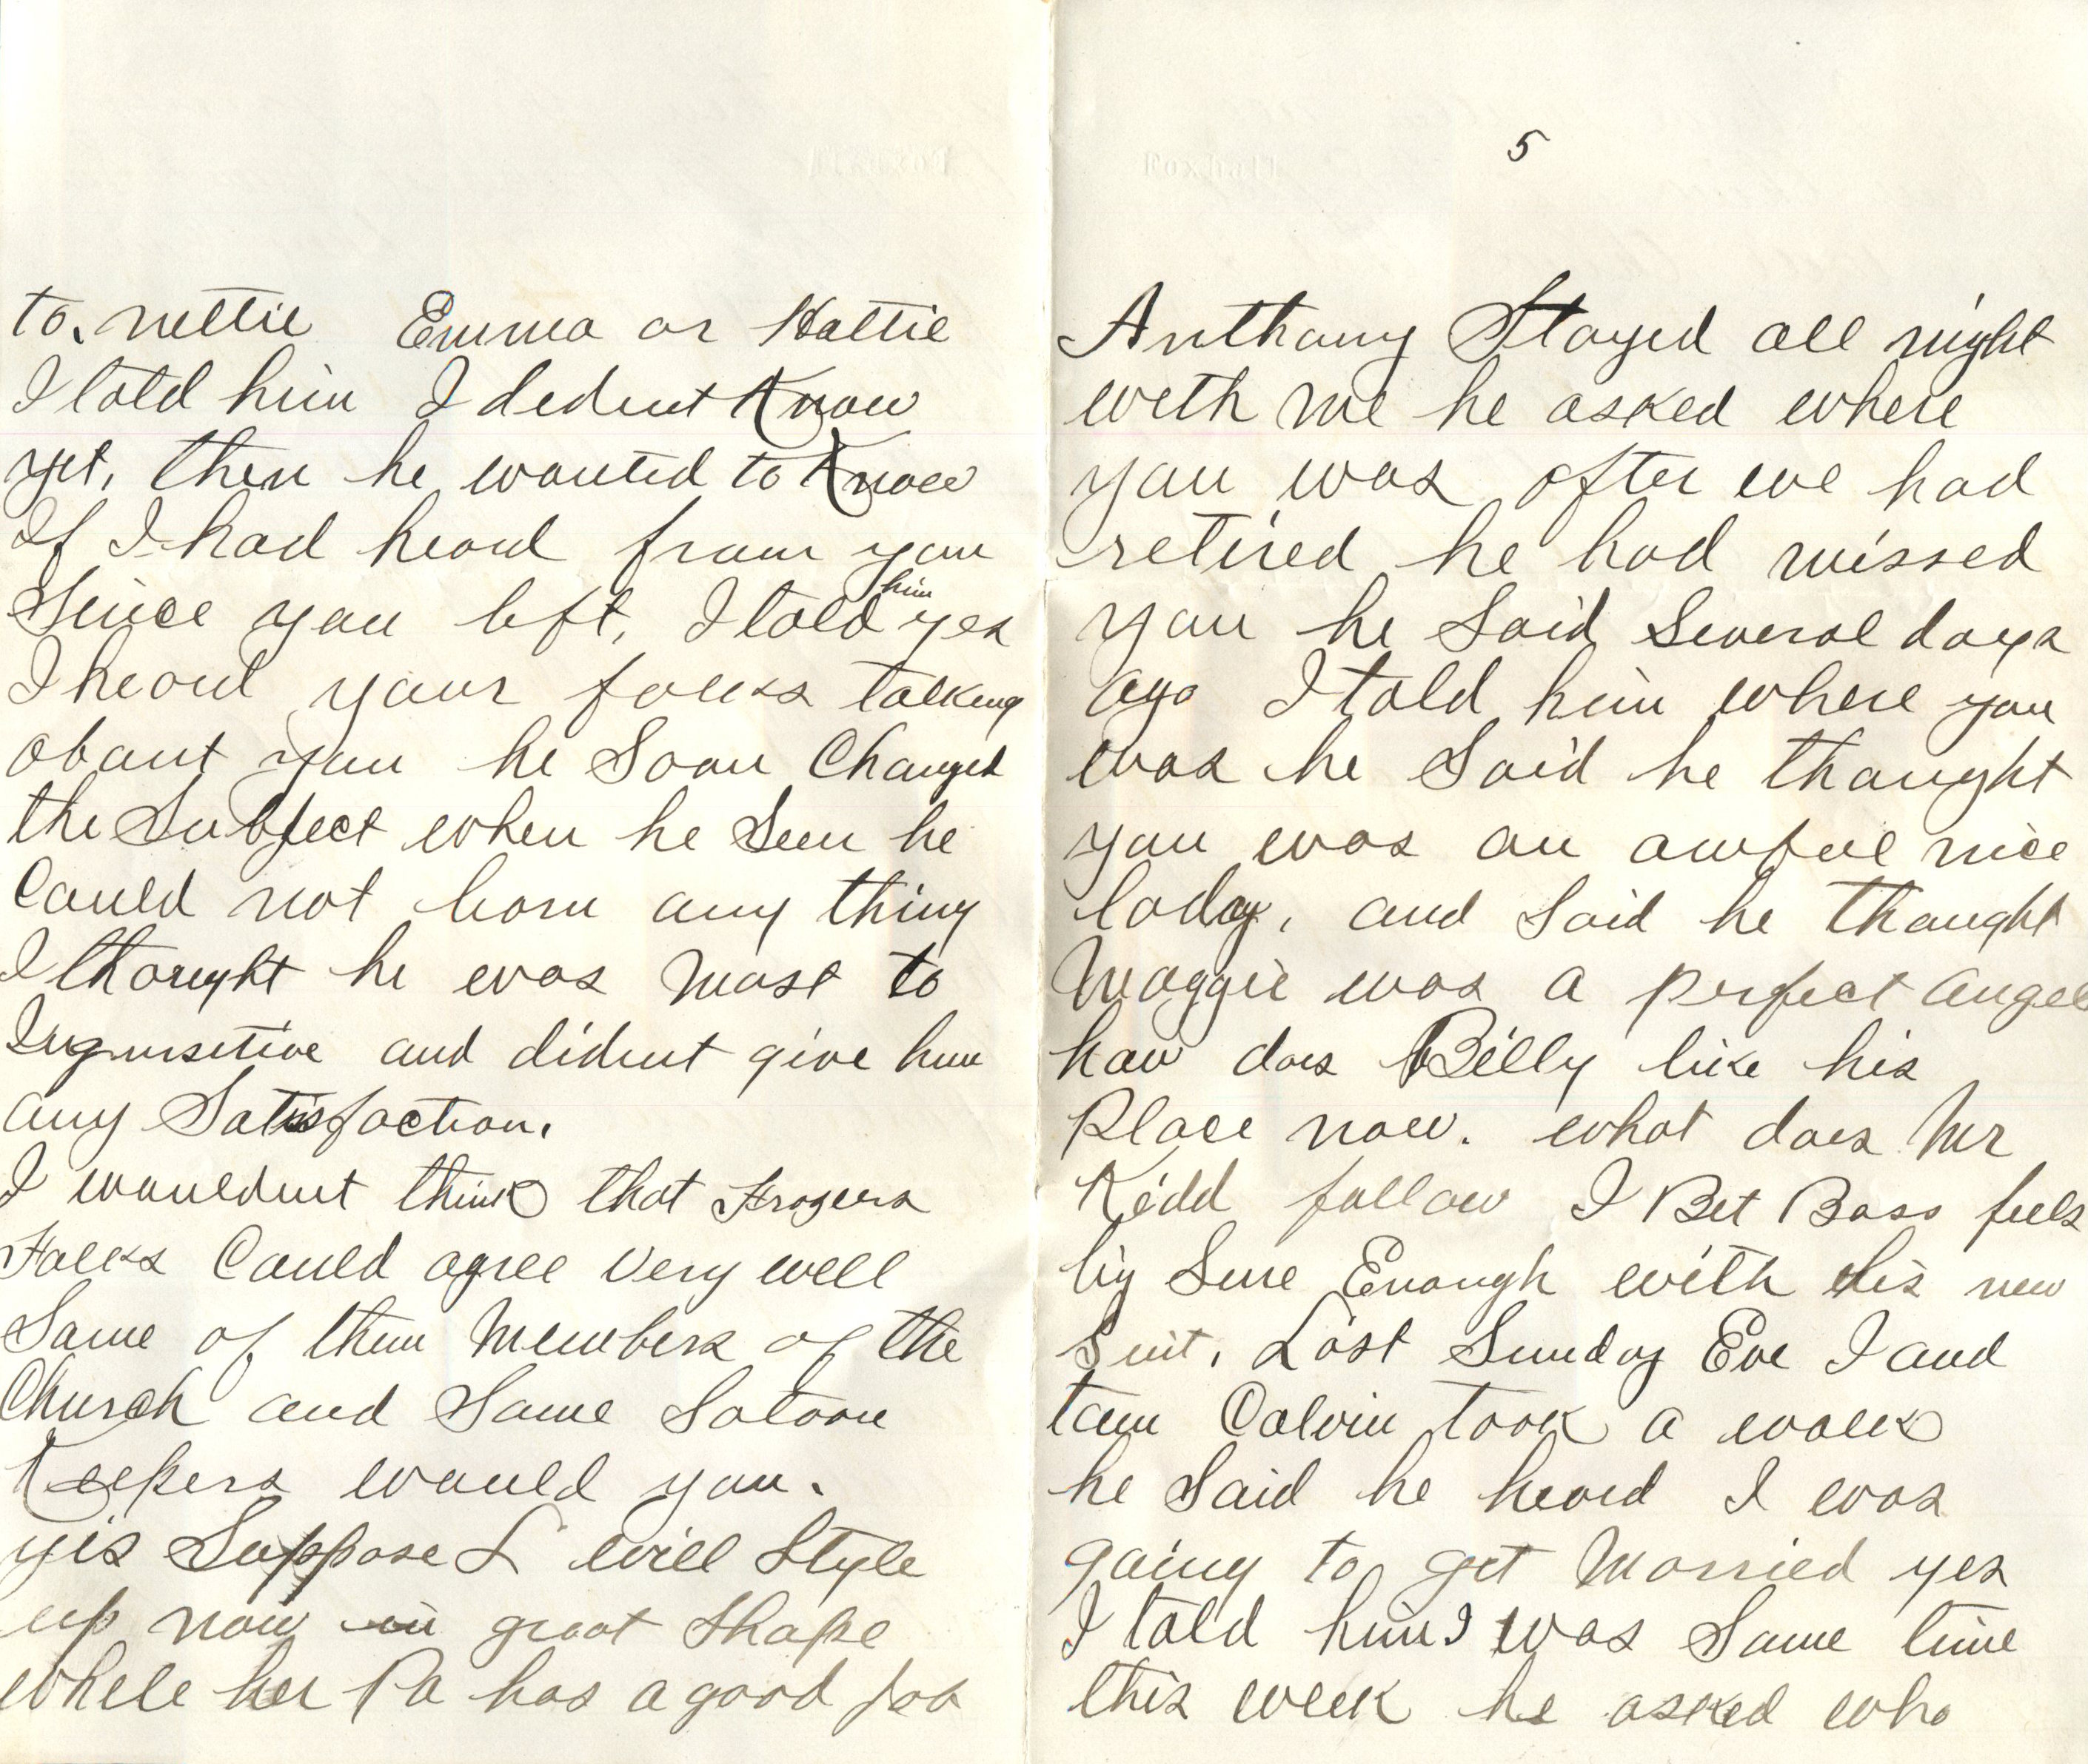 to. nettie Emma or Hattie
I told him I dedent Know
yet, then he wanted to Know
If I had heard from you
Since you left, I told him yes
I heard your folks talking
about you he Soon Changed
the Subject when he Seen he
Could not larn any thing
I thought he was Most to
Inqusitive and dident give him
any Satisfaction.
I wouldent think that
Folks Could agree very well
Some of them Members of the
Church and Some Saloon
Keepers would you.
yis Suppose L will Style
up now in great Shape
while her Pa has a good Job
5
Foxhall
Anthany Stayed all night
weth me he asked where
you was after we had
retired he had missed
you he Said Several days
ago I told him where you
was he Said he thought
you was an awful nice
laday, and Said he thought
Maggie was a perfect angel
how does Billy like his
Place now. what does Mr
Kidd follow I Bet Bass feels
big Sure Enough with his new
Suit. Last Sunday Eve I and
tom Calvin took a walk
he Said he heard I was
going to get Married yes
I told him I was Some time
this week he asked who